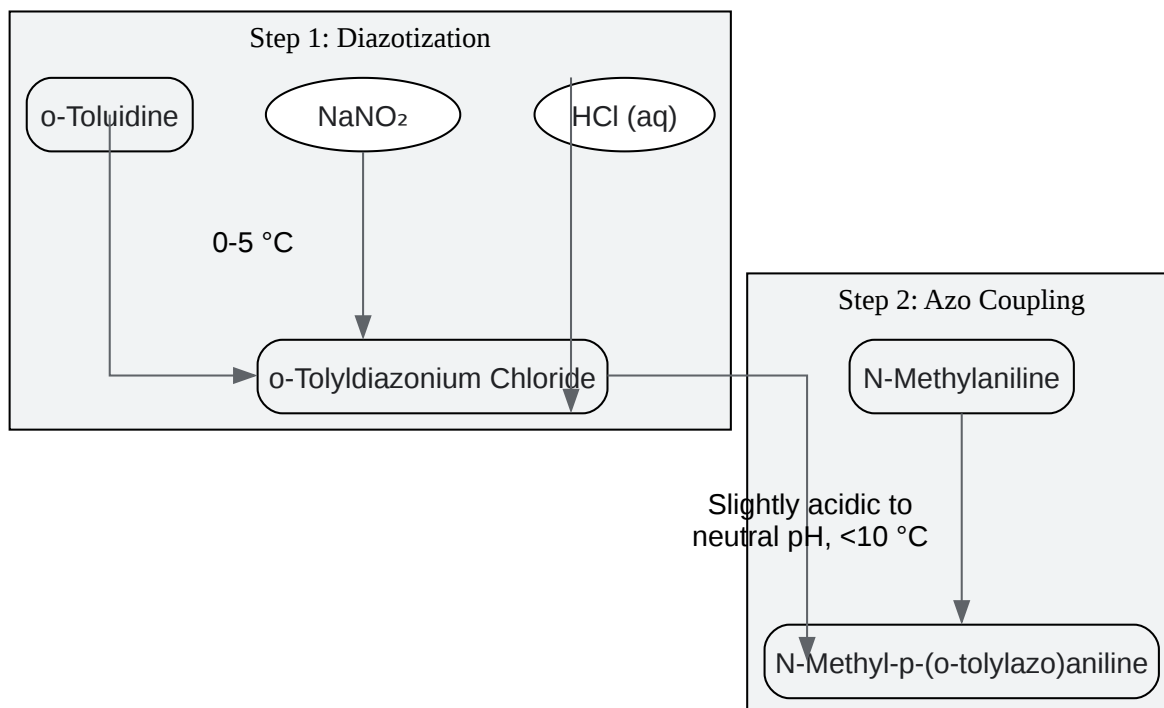 Step 1: Diazotization
o-Toluidine
NaNO₂
HCl (aq)
0-5 °C
o-Tolyldiazonium Chloride
Step 2: Azo Coupling
N-Methylaniline
Slightly acidic to
neutral pH, <10 °C
N-Methyl-p-(o-tolylazo)aniline